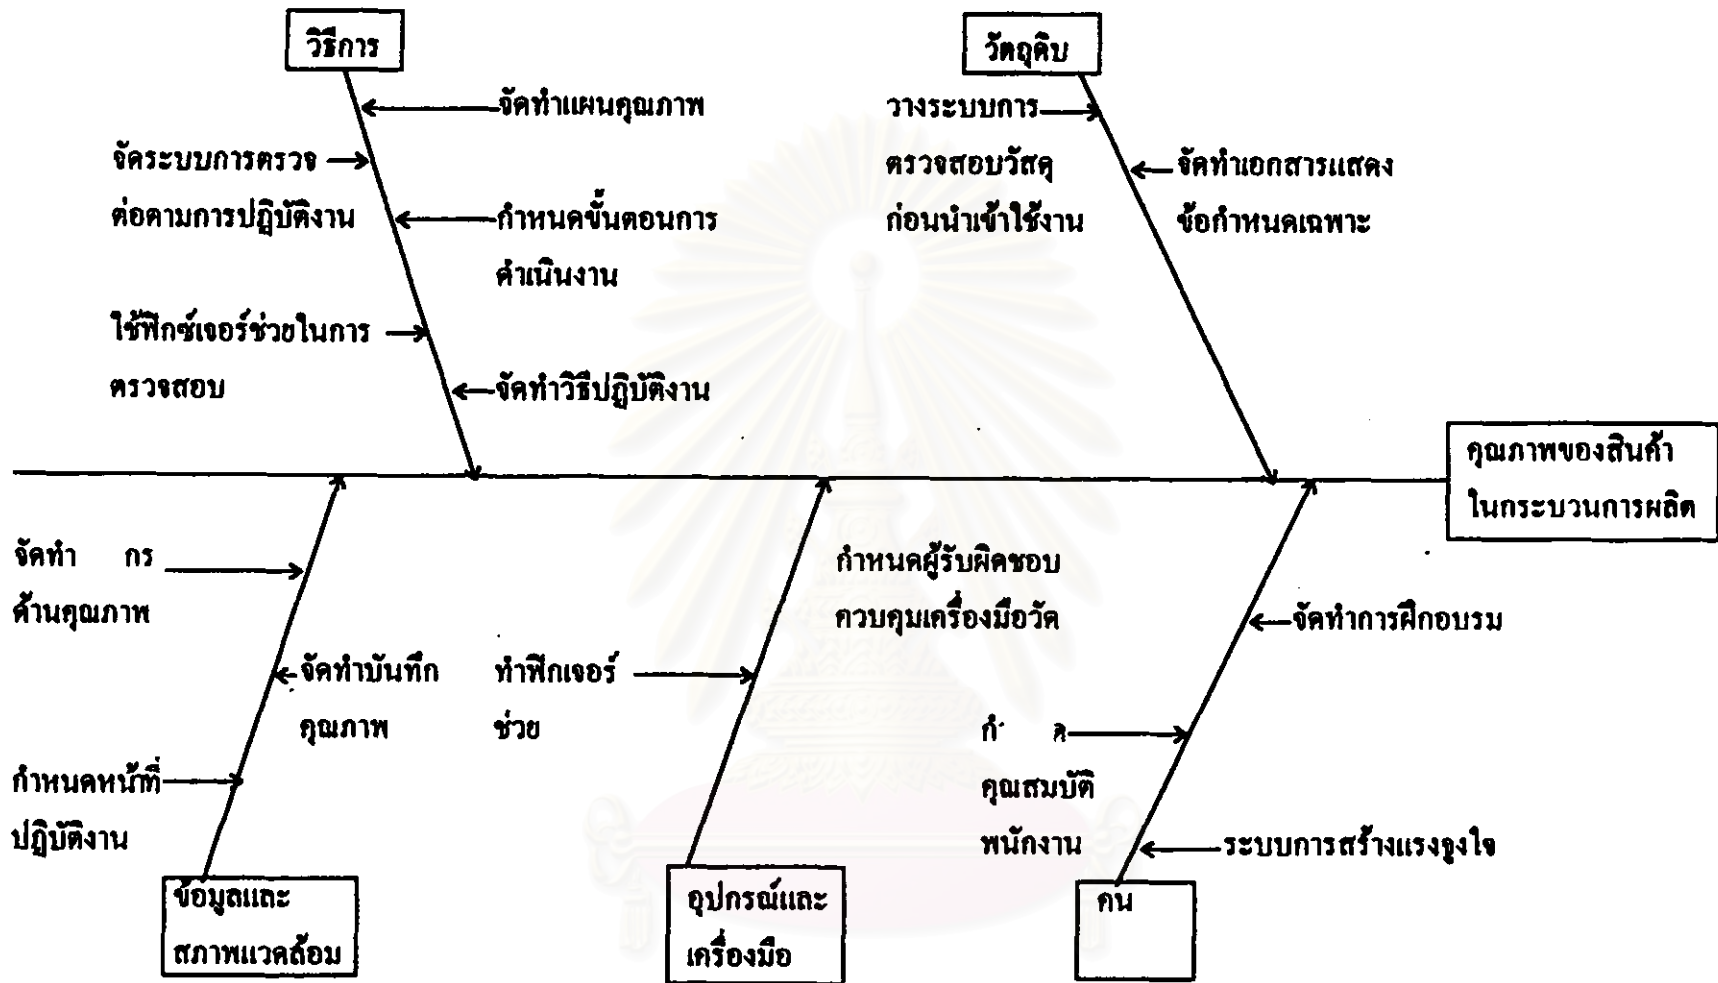 วิธีการ
จัดทำแผนคุณภาพ
จัดระบบการตรวจ
ต่อตามการปฏิบัติงาน
กำหนดขั้นตอนการ
ดำเนินงาน
ใช้ฟิกซ์เจอร์ช่วยในการ
ตรวจสอบ
จัดทำวิธีปฏิบัติงาน
วัตถุดิบ
วางระบบการ
ตรวจสอบวัสดุ
ก่อนนำเข้าใช้งาน
จัดทำเอกสารแสดง
ข้อกำหนดเฉพาะ
คุณภาพของสินค้า
ในกระบวนการผลิต
จัดทำ
ด้านคุณภาพ
จัดทำบันทึก
คุณภาพ
กำหนดหน้าที่
ปฏิบัติงาน
ข้อมูลและ
สภาพแวดล้อม
กำหนดผู้รับผิดชอบ
ควบคุมเครื่องมือวัด
ทำฟิกเจอร์
ช่วย
อุปกรณ์และ
เครื่องมือ
จัดทำการฝึกอบรม
คุณสมบัติ
พนักงาน
ระบบการสร้างแรงจูงใจ
คน